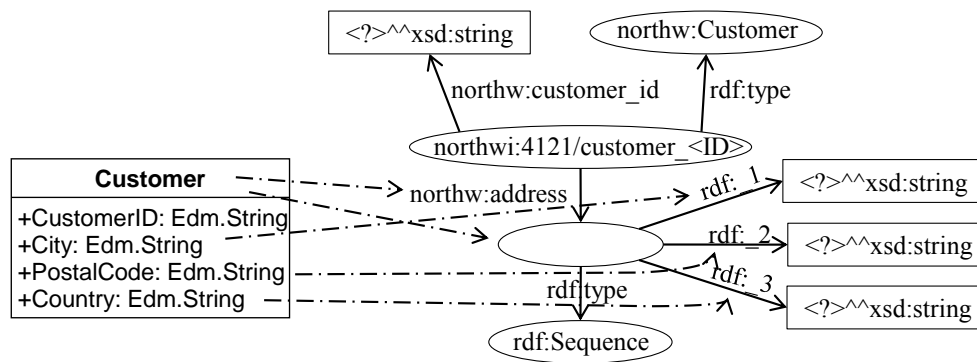 <?>^^xsd:string
northw:Customer
northw:customer_id
rdf:type
northwi:4121/customer_<ID>
Customer
northw:address
rdf:_1
<?>^^xsd:string
+CustomerID: Edm.String
+City: Edm.String
+PostalCode: Edm.String
+Country: Edm.String
rdf:_2
<?>^^xsd:string
rdf:_3
<?>^^xsd:string
rdf:type
rdf:Sequence